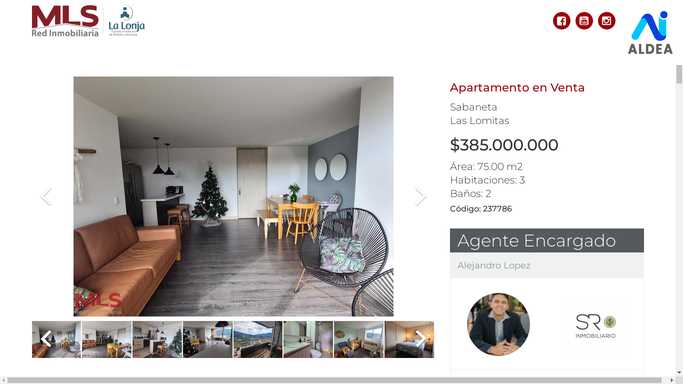 MLS
Red Inmobiliaria
La Lonja
ALDEA
Apartamento en Venta
Sabaneta
Las Lomitas
$385.000.000
Área: 75.00 m2
Habitaciones: 3
Baños: 2
Código: 237786
Agente Encargado
Alejandro Lopez
MLS
SR
INMOBILIARIO